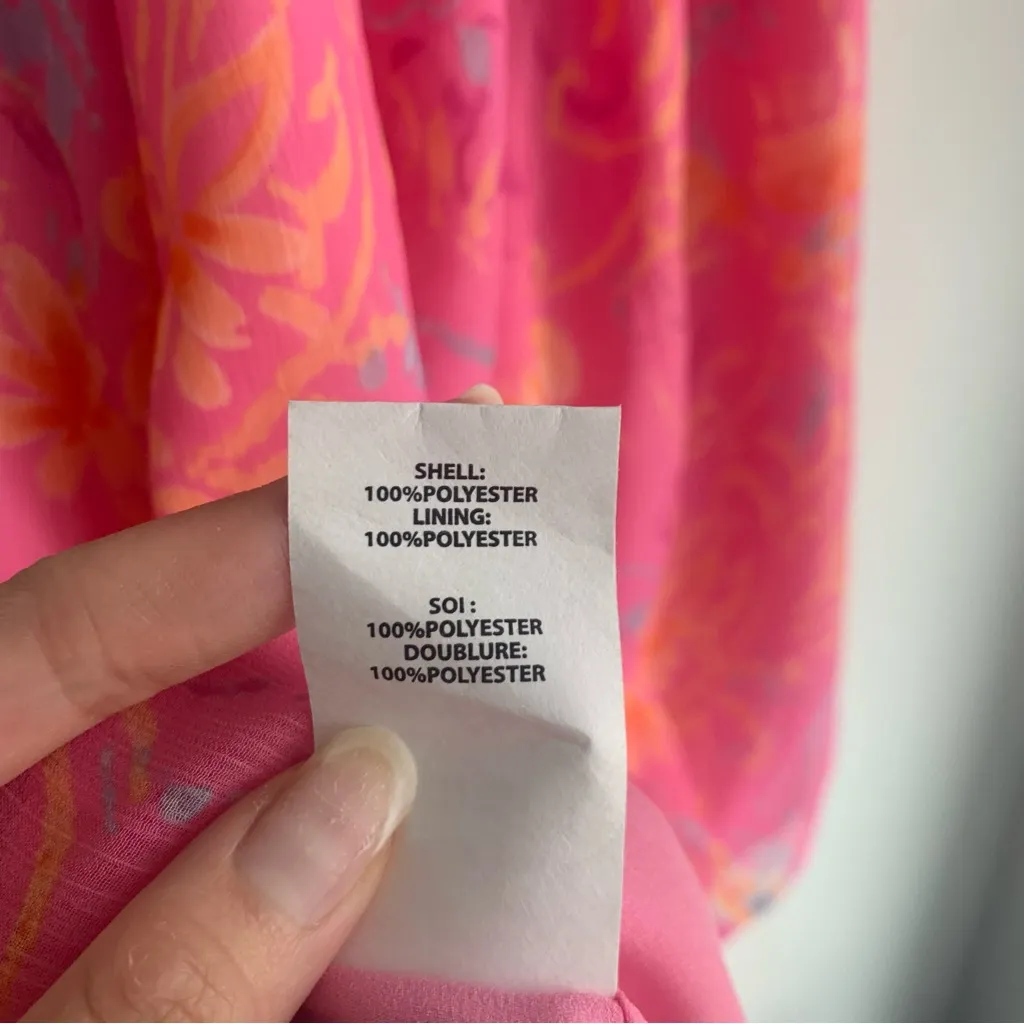 SHELL:
100%POLYESTER
LINING:
100%POLYESTER
SOI :
100%POLYESTER
DOUBLURE:
100%POLYESTER